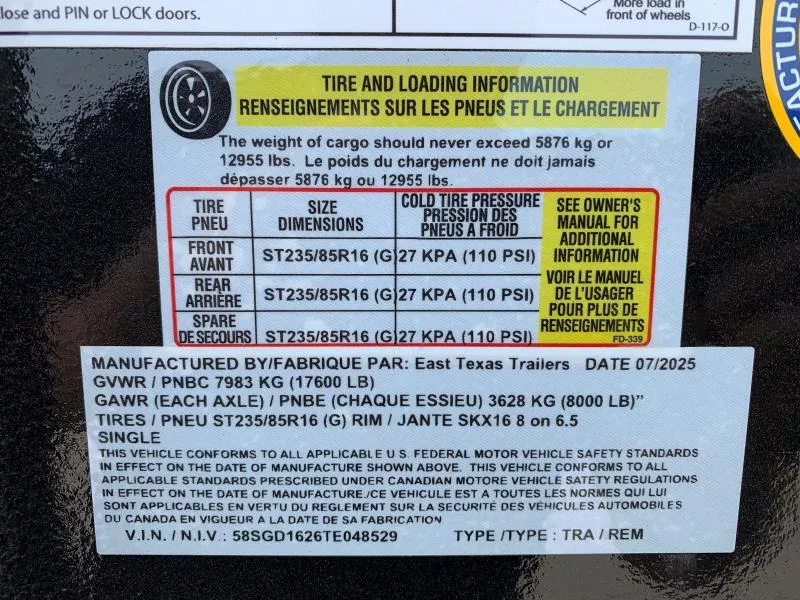 lose and PIN or LOCK doors.
More load in
front of wheels
D-117-O
FACTUR
TIRE AND LOADING INFORMATION
RENSEIGNEMENTS SUR LES PNEUS ET LE CHARGEMENT
The weight of cargo should never exceed 5876 kg or
12955 lbs. Le poids du chargement ne doit jamais
dépasser 5876 kg ou 12955 lbs.
TIRE
PNEU
SIZE
DIMENSIONS
COLD TIRE PRESSURE
PRESSION DES
PNEUS A FROID
SEE OWNER'S
MANUAL FOR
ADDITIONAL
INFORMATION
VOIR LE MANUEL
DE L'USAGER
POUR PLUS DE
RENSEIGNEMENTS
FD-339
FRONT
AVANT
ST235/85R16 (G) 27 KPA (110 PSI)
REAR
ARRIÈRE
ST235/85R16 (G) 27 KPA (110 PSI)
SPARE
DE SECOURS
ST235/85R16 (G) 27 KPA (110 PSI)
MANUFACTURED BY/FABRIQUE PAR: East Texas Trailers DATE 07/2025
GVWR / PNBC 7983 KG (17600 LB)
GAWR (EACH AXLE) / PNBE (CHAQUE ESSIEU) 3628 KG (8000 LB)"
TIRES / PNEU ST235/85R16 (G) RIM / JANTE SKX16 8 on 6.5
SINGLE
THIS VEHICLE CONFORMS TO ALL APPLICABLE U.S. FEDERAL MOTOR VEHICLE SAFETY STANDARDS
IN EFFECT ON THE DATE OF MANUFACTURE SHOWN ABOVE. THIS VEHICLE CONFORMS TO ALL
APPLICABLE STANDARDS PRESCRIBED UNDER CANADIAN MOTORE VEHICLE SAFETY REGULATIONS
IN EFFECT ON THE DATE OF MANUFACTURE./CE VEHICULE EST A TOUTES LES NORMES QUI LUI
SONT APPLICABLES EN VERTU DU REGLEMENT SUR LA SECURITÉ DES VÉHICULES AUTOMOBILES
DU CANADA EN VIGUEUR A LA DATE DE SA FABRICATION
V.I.N. / N.I.V.: 58SGD1626TE048529 TYPE /TYPE : TRA / REM